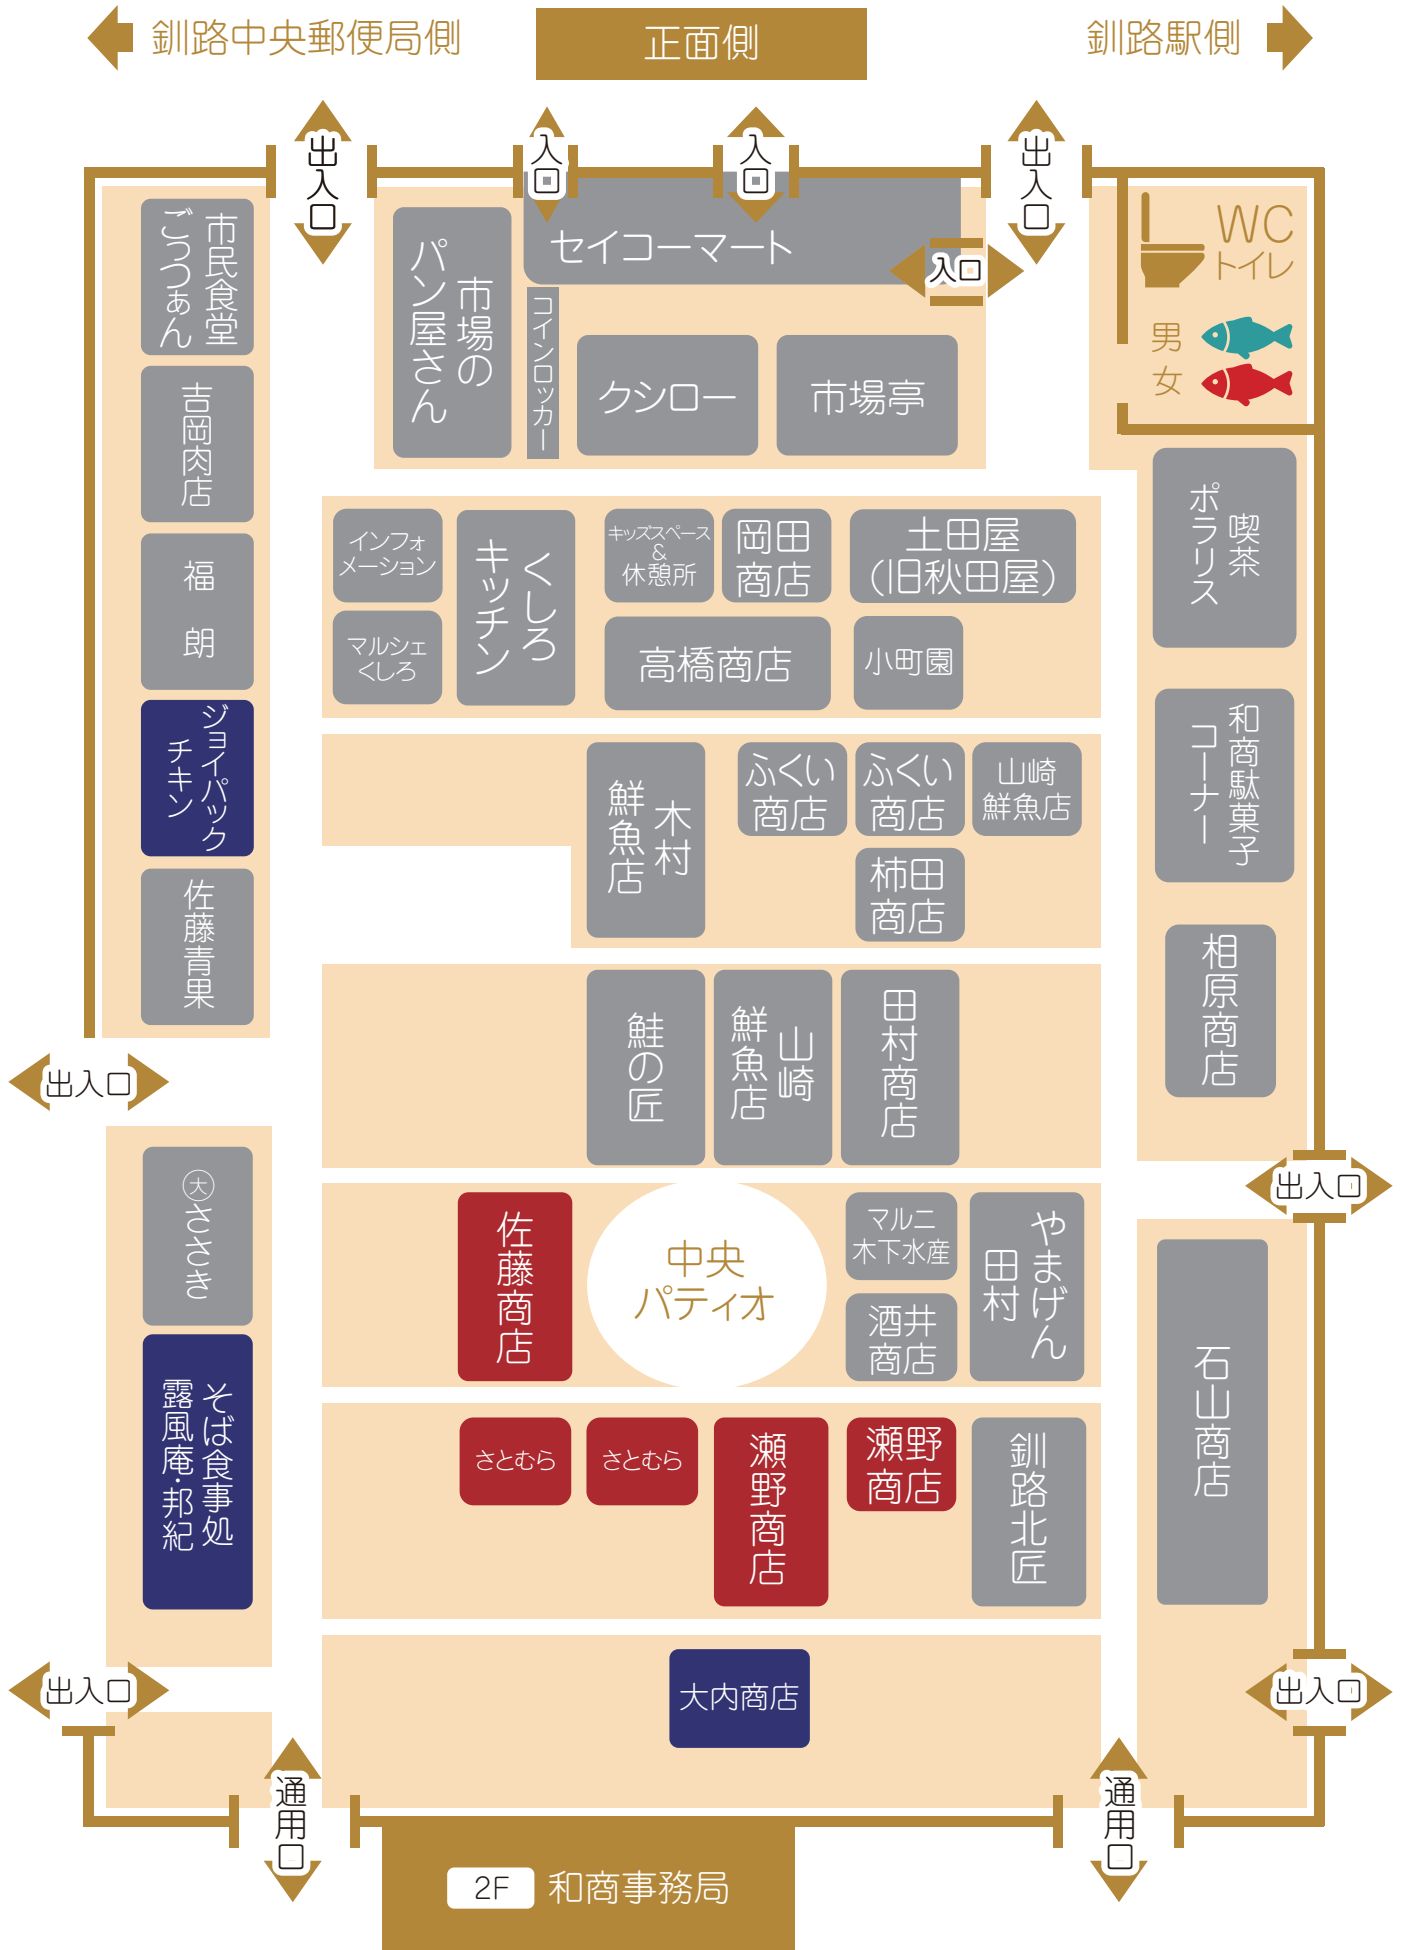 釧路中央郵便局側
正面側
釧路駅側
出入口
入口
入口
出入口
市民食堂
ごっつぁん
市場の
パン屋さん
セイコーマート
入口
WC
トイレ
男
女
コインロッカー
クシロー
市場亭
吉岡肉店
喫茶
ポラリス
インフォ
メーション
くしろ
キッチン
キッズスペース
&
休憩所
岡田
商店
土田屋
(旧秋田屋)
福朗
マルシェ
くしろ
高橋商店
小町園
ジョイパック
チキン
和商駄菓子
コーナー
木村
鮮魚店
ふくい
商店
ふくい
商店
山崎
鮮魚店
柿田
商店
佐藤青果
相原商店
鮭の匠
山崎
鮮魚店
田村商店
出入口
出入口
大ささき
佐藤商店
中央
パティオ
マルニ
木下水産
酒井
商店
やまげん
田村
石山商店
そば食事処
露風庵・邦紀
さとむら
さとむら
瀬野商店
瀬野
商店
釧路北匠
出入口
大内商店
出入口
通用口
通用口
2F 和商事務局